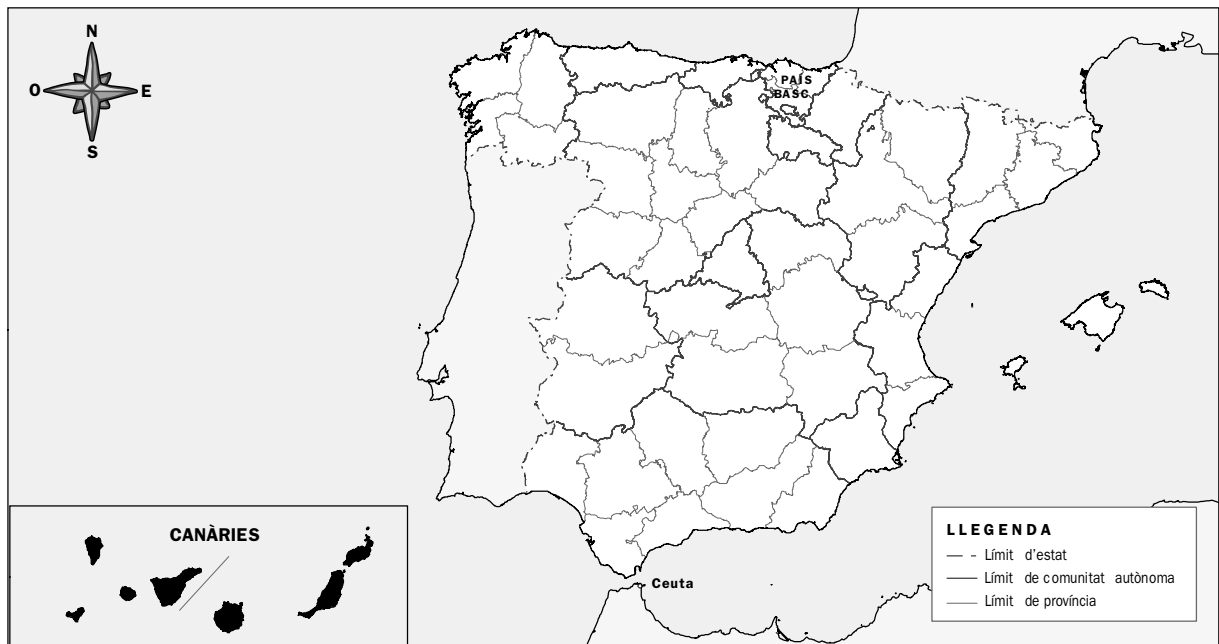 N
O E
S
PAÍS
BASC
CANÀRIES
Ceuta
LLEGENDA
Límit d'estat
Límit de comunitat autònoma
Límit de província